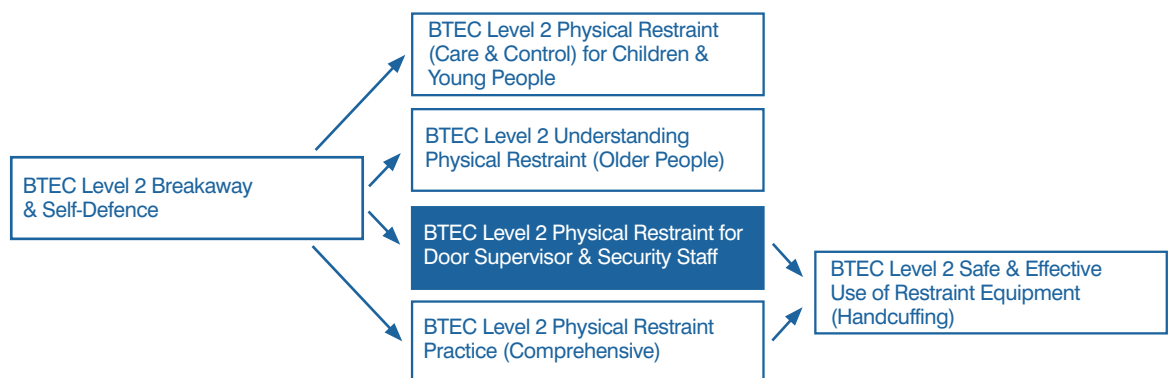 BTEC Level 2 Physical Restraint
(Care & Control) for Children &
Young People
BTEC Level 2 Understanding
Physical Restraint (Older People)
BTEC Level 2 Breakaway
& Self-Defence
BTEC Level 2 Physical Restraint for
Door Supervisor & Security Staff
BTEC Level 2 Safe & Effective
Use of Restraint Equipment
(Handcuffing)
BTEC Level 2 Physical Restraint
Practice (Comprehensive)